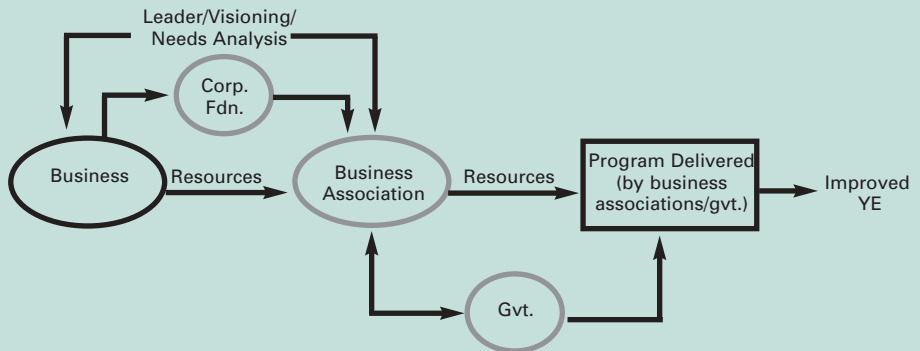 Leader/Visioning/
Needs Analysis
Corp.
Fdn.
Business
Resources
Business
Association
Resources
Program Delivered
(by business
associations/gvt.)
Improved
YE
Gvt.